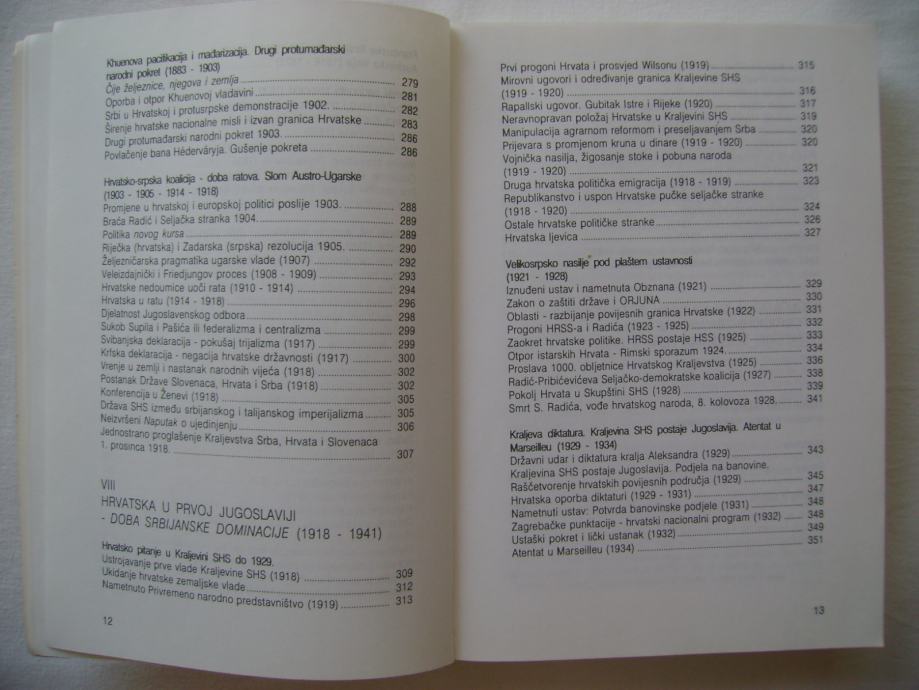 Khuenova pacifikacija i mađarizacija. Drugi protumađarski
narodni pokret (1883 - 1903)
Čije željeznice, njegova i zemlja 279
Oporba i otpor Khuenovoj vladavini 281
Srbi u Hrvatskoj i protusrpske demonstracije 1902. 282
Širenje hrvatske nacionalne misli i izvan granica Hrvatske 283
Drugi protumađarski narodni pokret 1903. 286
Povlačenje bana Héderváryja. Gušenje pokreta 286
Hrvatsko-srpska koalicija - doba ratova. Slom Austro-Ugarske
(1903 - 1905 - 1914 - 1918)
Promjene u hrvatskoj i europskoj politici poslije 1903. 288
Braća Radić i Seljačka stranka 1904. 289
Politika novog kursa 289
Riječka (hrvatska) i Zadarska (srpska) rezolucija 1905. 290
Željezničarska pragmatika ugarske vlade (1907) 292
Veleizdajnički i Friedjungov proces (1908 - 1909) 293
Hrvatske nedoumice uoči rata (1910 - 1914) 294
Hrvatska u ratu (1914 - 1918) 296
Djelatnost Jugoslavenskog odbora 298
Sukob Supila i Pašića ili federalizma i centralizma 299
Svibanjska deklaracija - pokušaj trijalizma (1917) 299
Krfska deklaracija - negacija hrvatske državnosti (1917) 300
Vrenje u zemlji i nastanak narodnih vijeća (1918) 302
Postanak Države Slovenaca, Hrvata i Srba (1918) 302
Konferencija u Ženevi (1918) 305
Država SHS između srbijanskog i talijanskog imperijalizma 305
Neizvršeni Naputak o ujedinjenju 306
Jednostrano proglašenje Kraljevstva Srba, Hrvata i Slovenaca
1. prosinca 1918. 307
VIII
HRVATSKA U PRVOJ JUGOSLAVIJI
- DOBA SRBIJANSKE DOMINACIJE (1918 - 1941)
Hrvatsko pitanje u Kraljevini SHS do 1929.
Ustrojavanje prve vlade Kraljevine SHS (1918) 309
Ukidanje hrvatske zemaljske vlade 312
Nametnuto Privremeno narodno predstavništvo (1919) 313
12
Prvi progoni Hrvata i prosvjed Wilsonu (1919) 315
Mirovni ugovori i određivanje granica Kraljevine SHS
(1919 - 1920) 316
Rapallski ugovor. Gubitak Istre i Rijeke (1920) 317
Neravnopravan položaj Hrvatske u Kraljevini SHS 319
Manipulacija agrarnom reformom i preseljavanjem Srba 320
Prijevara s promjenom kruna u dinare (1919 - 1920) 320
Vojnička nasilja, žigosanje stoke i pobuna naroda
(1919 - 1920) 321
Druga hrvatska politička emigracija (1918 - 1919) 323
Republikanstvo i uspon Hrvatske pučke seljačke stranke
(1918 - 1920) 324
Ostale hrvatske političke stranke 326
Hrvatska ljevica 327
Velikosrpsko nasilje pod plaštem ustavnosti
(1921 - 1928)
Iznuđeni ustav i nametnuta Obznana (1921) 329
Zakon o zaštiti države i ORJUNA 330
Oblasti - razbijanje povijesnih granica Hrvatske (1922) 331
Progoni HRSS-a i Radića (1923 - 1925) 332
Zaokret hrvatske politike. HRSS postaje HSS (1925) 333
Otpor istarskih Hrvata - Rimski sporazum 1924. 334
Proslava 1000. obljetnice Hrvatskog Kraljevstva (1925) 336
Radić-Pribićevićeva Seljačko-demokratske koalicija (1927) 338
Pokolj Hrvata u Skupštini SHS (1928) 339
Smrt S. Radića, vođe hrvatskog naroda, 8. kolovoza 1928. 341
Kraljeva diktatura. Kraljevina SHS postaje Jugoslavija. Atentat u
Marseilleu (1929 - 1934)
Državni udar i diktatura kralja Aleksandra (1929) 343
Kraljevina SHS postaje Jugoslavija. Podjela na banovine.
Raščetvorenje hrvatskih povijesnih područja (1929) 345
Hrvatska oporba diktaturi (1929 - 1931) 347
Nametnuti ustav: Potvrda banovinske podjele (1931) 348
Zagrebačke punktacije - hrvatski nacionalni program (1932) 348
Ustaški pokret i lički ustanak (1932) 349
Atentat u Marseilleu (1934) 351
13